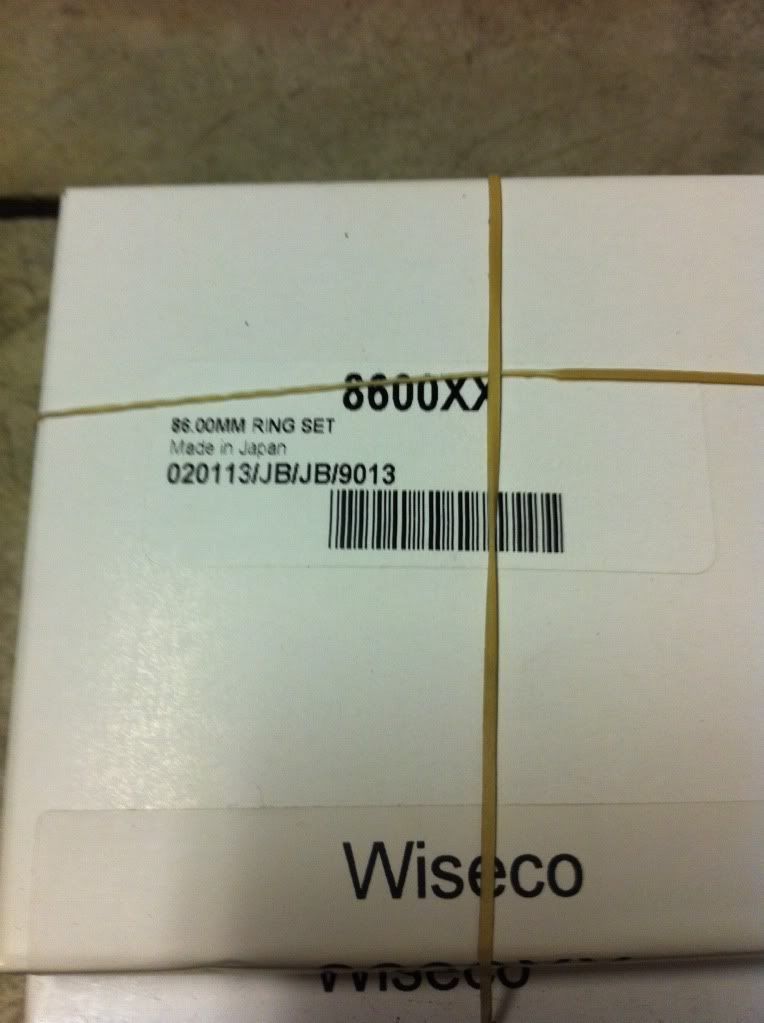 8600XX
86.00MM RING SET
Made in Japan
020113/JB/JB/9013
Wiseco